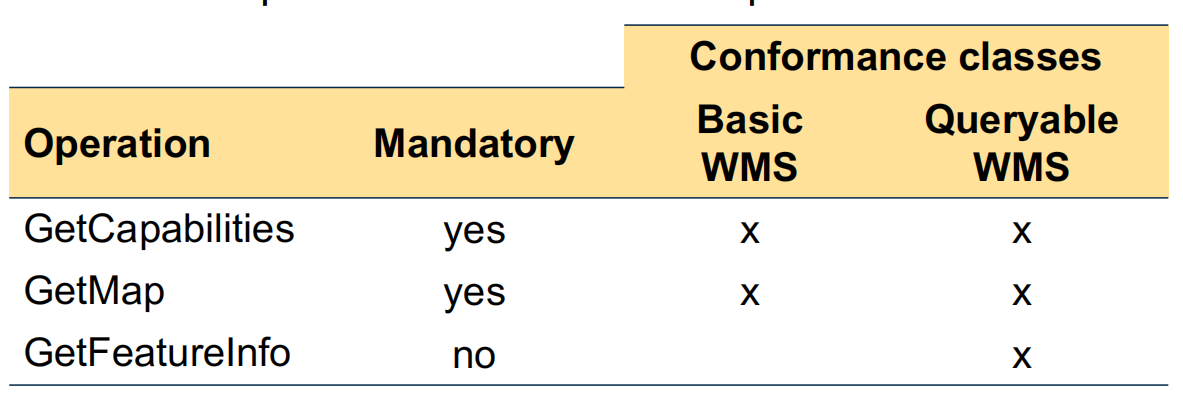 Conformance classes
Operation Mandatory Basic WMS Queryable WMS
GetCapabilities yes x x
GetMap yes x x
GetFeatureInfo no x